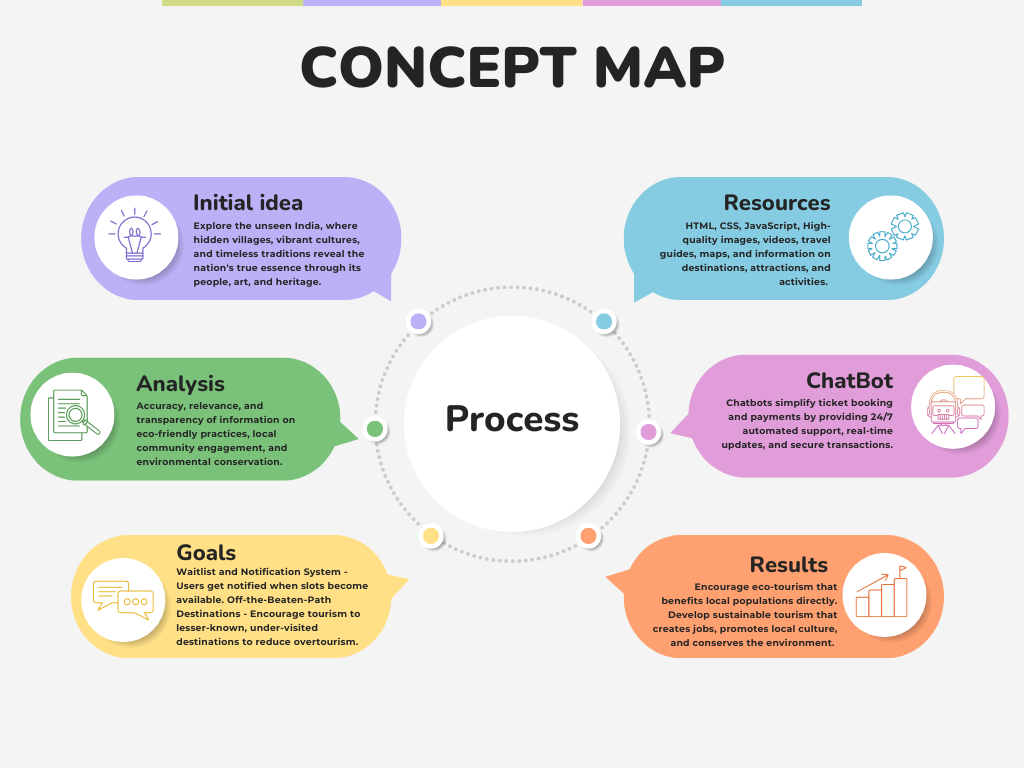 CONCEPT MAP
Initial idea
Explore the unseen India, where
hidden villages, vibrant cultures,
and timeless traditions reveal the
nation's true essence through its
people, art, and heritage.
Resources
HTML, CSS, JavaScript, High-
quality images, videos, travel
guides, maps, and information on
destinations, attractions, and
activities.
Analysis
Accuracy, relevance, and
transparency of information on
eco-friendly practices, local
community engagement, and
environmental conservation.
Process
ChatBot
Chatbots simplify ticket booking
and payments by providing 24/7
automated support, real-time
updates, and secure transactions.
Goals
Waitlist and Notification System -
Users get notified when slots become
available. Off-the-Beaten-Path
Destinations - Encourage tourism to
lesser-known, under-visited
destinations to reduce overtourism.
Results
Encourage eco-tourism that
benefits local populations directly.
Develop sustainable tourism that
creates jobs, promotes local culture,
and conserves the environment.